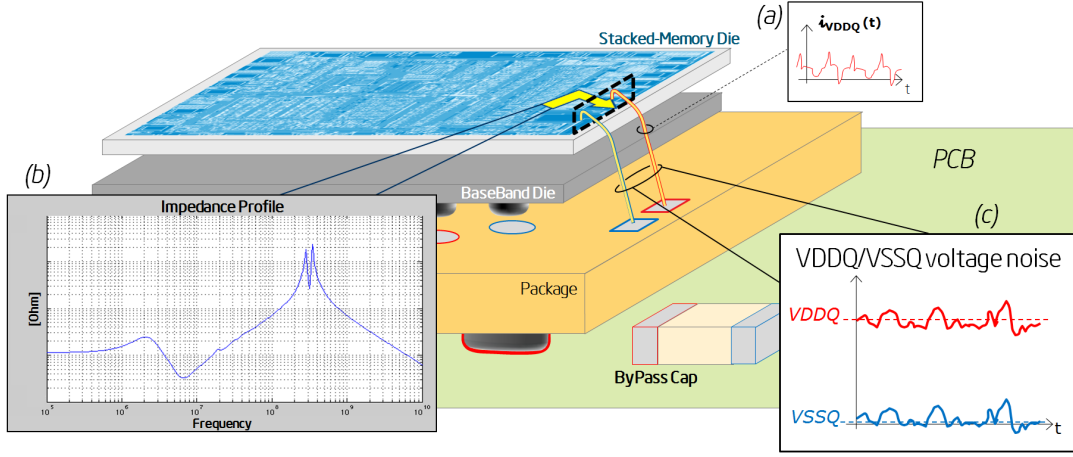 (a)
Stacked-Memory Die
iVDDQ(t)
t
PCB
(b)
BaseBand Die
Impedance Profile
(c)
VDDQ/VSSQ voltage noise
Package
[Ohm]
VDDQ
ByPass Cap
VSSQ
t
10^5 10^6 10^7 10^8 10^9 10^10
Frequency